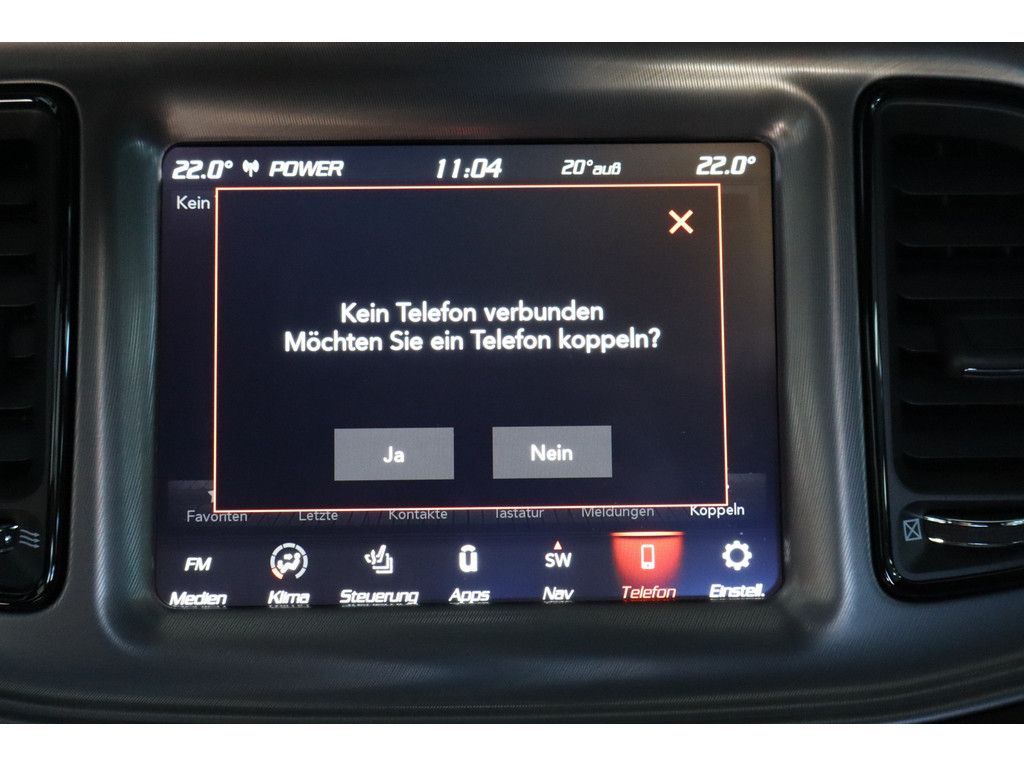 22.0° POWER 11:04 20°auß 22.0°
Kein
Kein Telefon verbunden
Möchten Sie ein Telefon koppeln?
Ja Nein
Favoriten Letzte Kontakte Tastatur Meldungen Koppeln
FM SW
Medien Klima Steuerung Apps Nav Telefon Einstell.